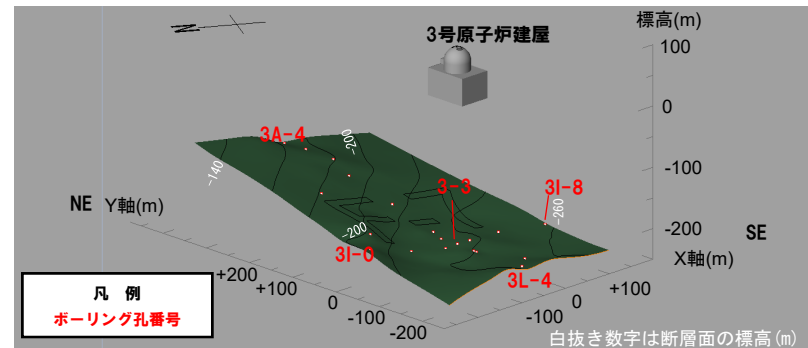 N
3号原子炉建屋
標高(m)
100
0
-100
-200
3A-4
-200
-140
3-3
3I-8
-260
NE
Y軸(m)
SE
X軸(m)
-200
3I-0
3L-4
+200
+100
0
-100
-200
-100
0
+100
凡 例
ボーリング孔番号
白抜き数字は断層面の標高(m)